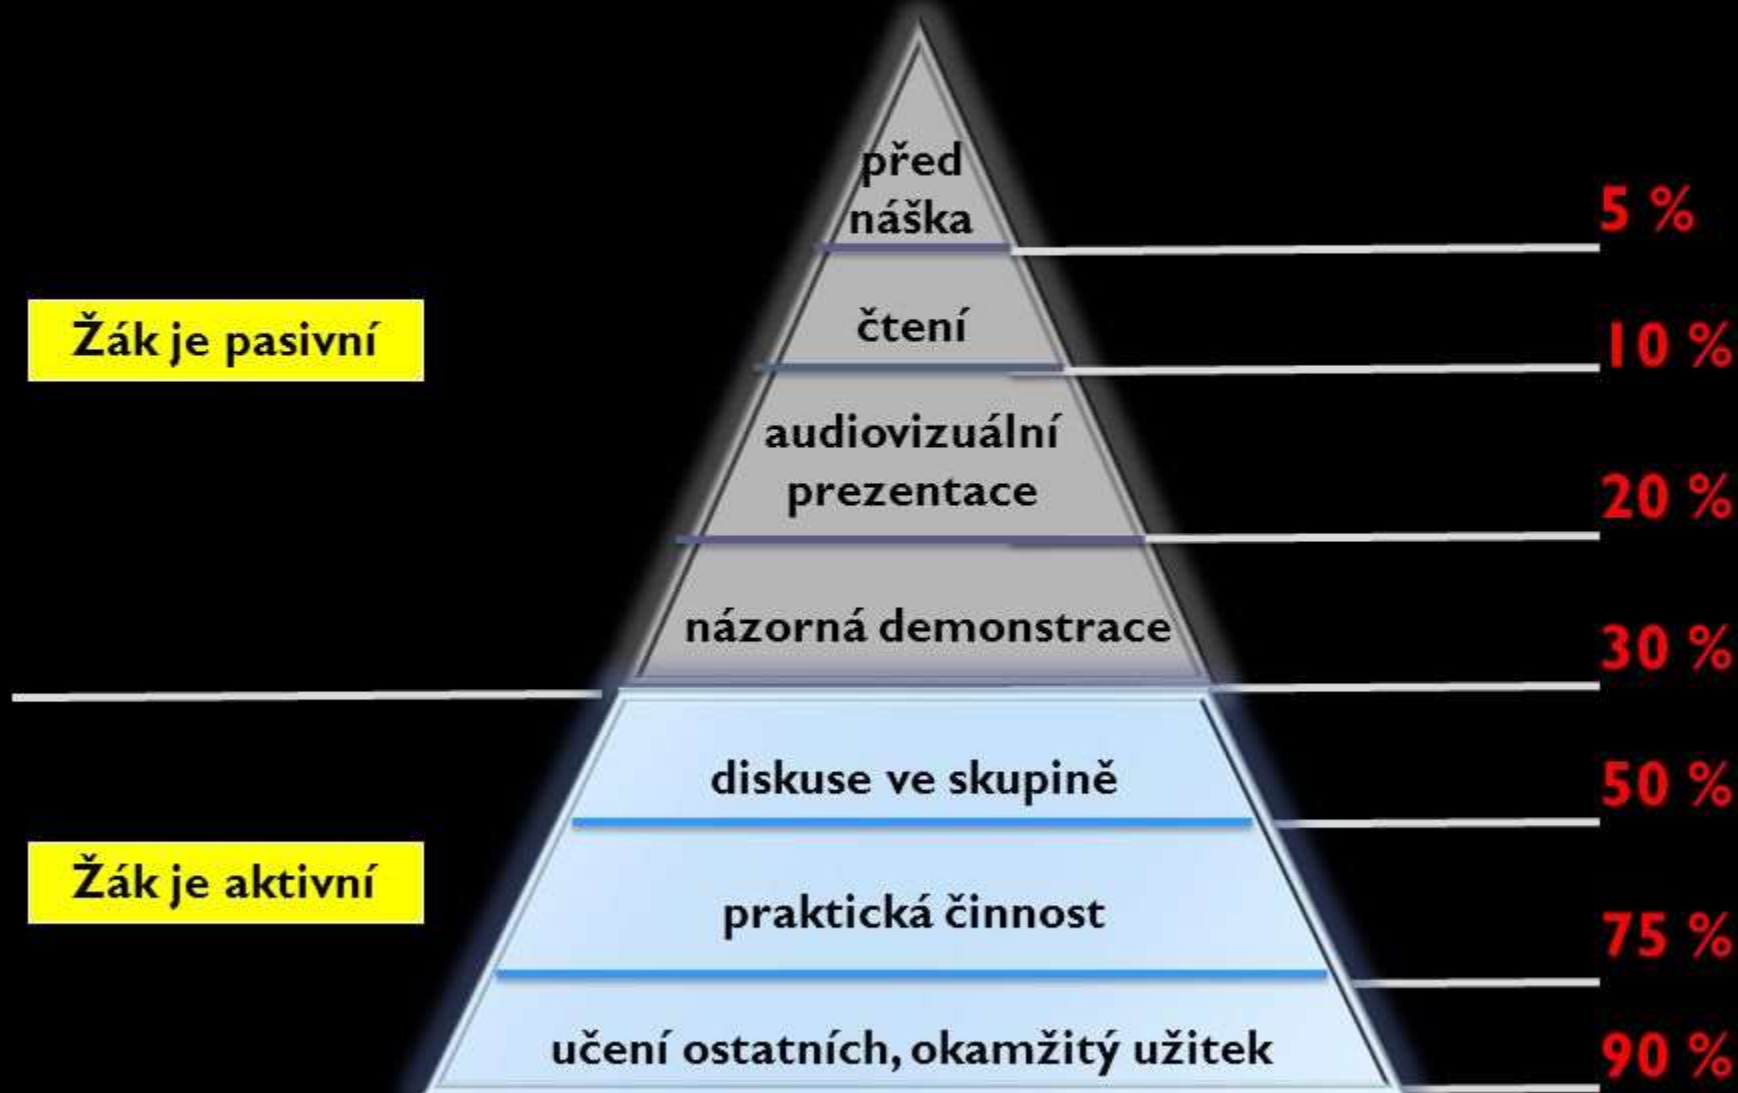 před
náška
5 %
Žák je pasivní
čtení
10 %
audiovizuální
prezentace
20 %
názorná demonstrace
30 %
diskuse ve skupině
50 %
Žák je aktivní
praktická činnost
75 %
učení ostatních, okamžitý užitek
90 %